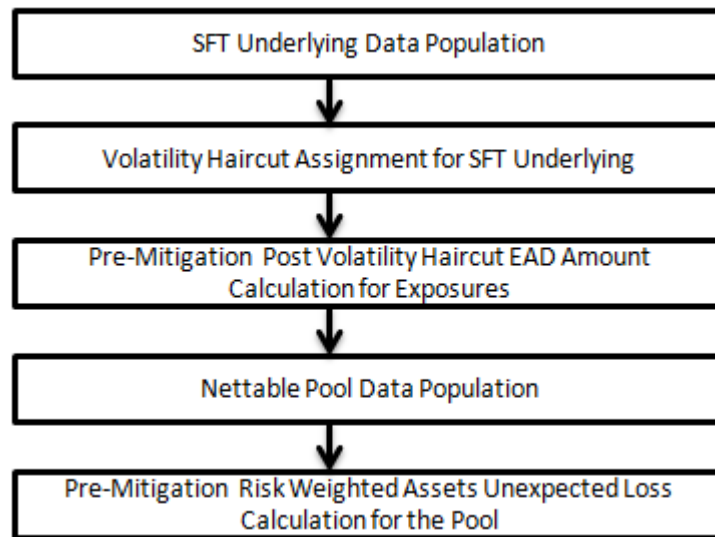 SFT Underlying Data Population
Volatility Haircut Assignment for SFT Underlying
Pre-Mitigation Post Volatility Haircut EAD Amount
Calculation for Exposures
Nettable Pool Data Population
Pre-Mitigation Risk Weighted Assets Unexpected Loss
Calculation for the Pool